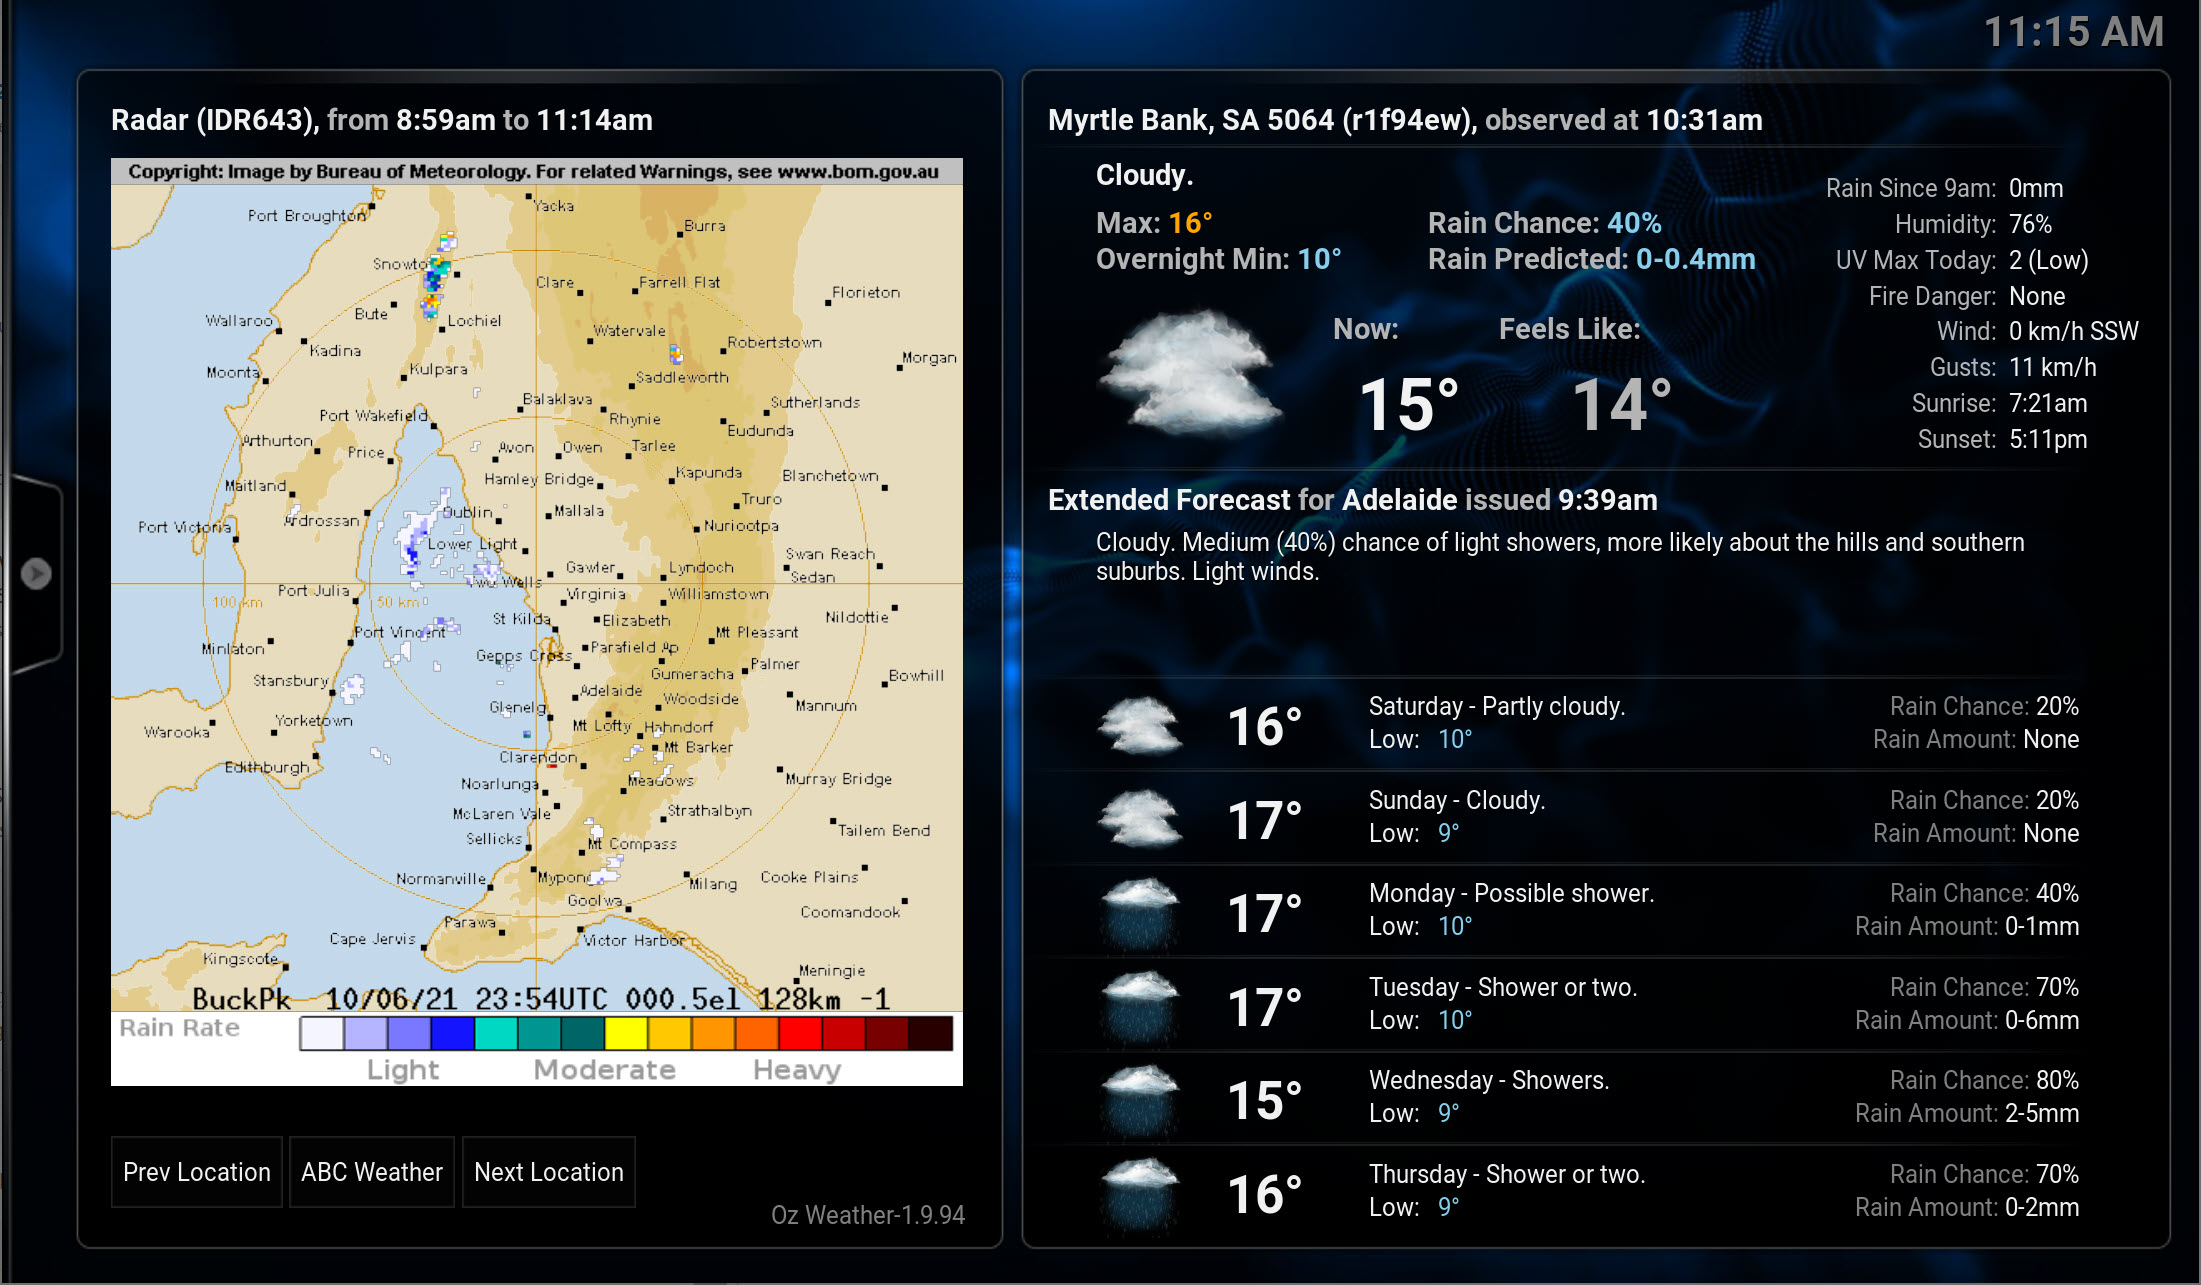 11:15 AM
Radar (IDR643), from 8:59am to 11:14am
Copyright: Image by Bureau of Meteorology. For related Warnings, see www.bom.gov.au
Yacka
Port Broughton
Burra
Snowto
Clare
Farrell Flat
Florieton
Bute
Lochiel
Wallaroo
Watervale
Robertstown
Kadina
Morgan
Moonta
Kulpara
Saddleworth
Balaklava
Sutherlands
Port Wakefield
Rhynie
Eudunda
Arthurton
Price
Avon
Owen
Tarlee
Hamley Bridge
Kapunda
Blanchetown
Maitland
Truro
Ardrossan
Dublin
Mallala
Port Victoria
Nuriootpa
Lower Light
Swan Reach
Gawler
Lyndoch
Sedan
Two Wells
Port Julia
Virginia
Williamstown
100 km
50 km
St Kilda
Elizabeth
Nildottie
Port Vincent
Mt Pleasant
Minlaton
Gepps Cross
Parafield Ap
Palmer
Stansbury
Gumeracha
Bowhill
Adelaide
Woodside
Glenelg
Mannum
Yorketown
Warooka
Mt Lofty
Hahndorf
Mt Barker
Edithburgh
Clarendon
Noarlunga
Meadows
Murray Bridge
McLaren Vale
Strathalbyn
Sellicks
Tailem Bend
Mt Compass
Normanville
Mypong
Milang
Cooke Plains
Goolwa
Coomandook
Parawa
Cape Jervis
Victor Harbor
Kingscote
Meningie
BuckPk 10/06/21 23:54UTC 000.5el 128km -1
Rain Rate
Light Moderate Heavy
Prev Location
ABC Weather
Next Location
Oz Weather-1.9.94
Myrtle Bank, SA 5064 (r1f94ew), observed at 10:31am
Cloudy.
Max: 16°
Overnight Min: 10°
Rain Chance: 40%
Rain Predicted: 0-0.4mm
Now:
15°
Feels Like:
14°
Rain Since 9am: 0mm
Humidity: 76%
UV Max Today: 2 (Low)
Fire Danger: None
Wind: 0 km/h SSW
Gusts: 11 km/h
Sunrise: 7:21am
Sunset: 5:11pm
Extended Forecast for Adelaide issued 9:39am
Cloudy. Medium (40%) chance of light showers, more likely about the hills and southern
suburbs. Light winds.
16°
Saturday - Partly cloudy.
Low: 10°
Rain Chance: 20%
Rain Amount: None
17°
Sunday - Cloudy.
Low: 9°
Rain Chance: 20%
Rain Amount: None
17°
Monday - Possible shower.
Low: 10°
Rain Chance: 40%
Rain Amount: 0-1mm
17°
Tuesday - Shower or two.
Low: 10°
Rain Chance: 70%
Rain Amount: 0-6mm
15°
Wednesday - Showers.
Low: 9°
Rain Chance: 80%
Rain Amount: 2-5mm
16°
Thursday - Shower or two.
Low: 9°
Rain Chance: 70%
Rain Amount: 0-2mm